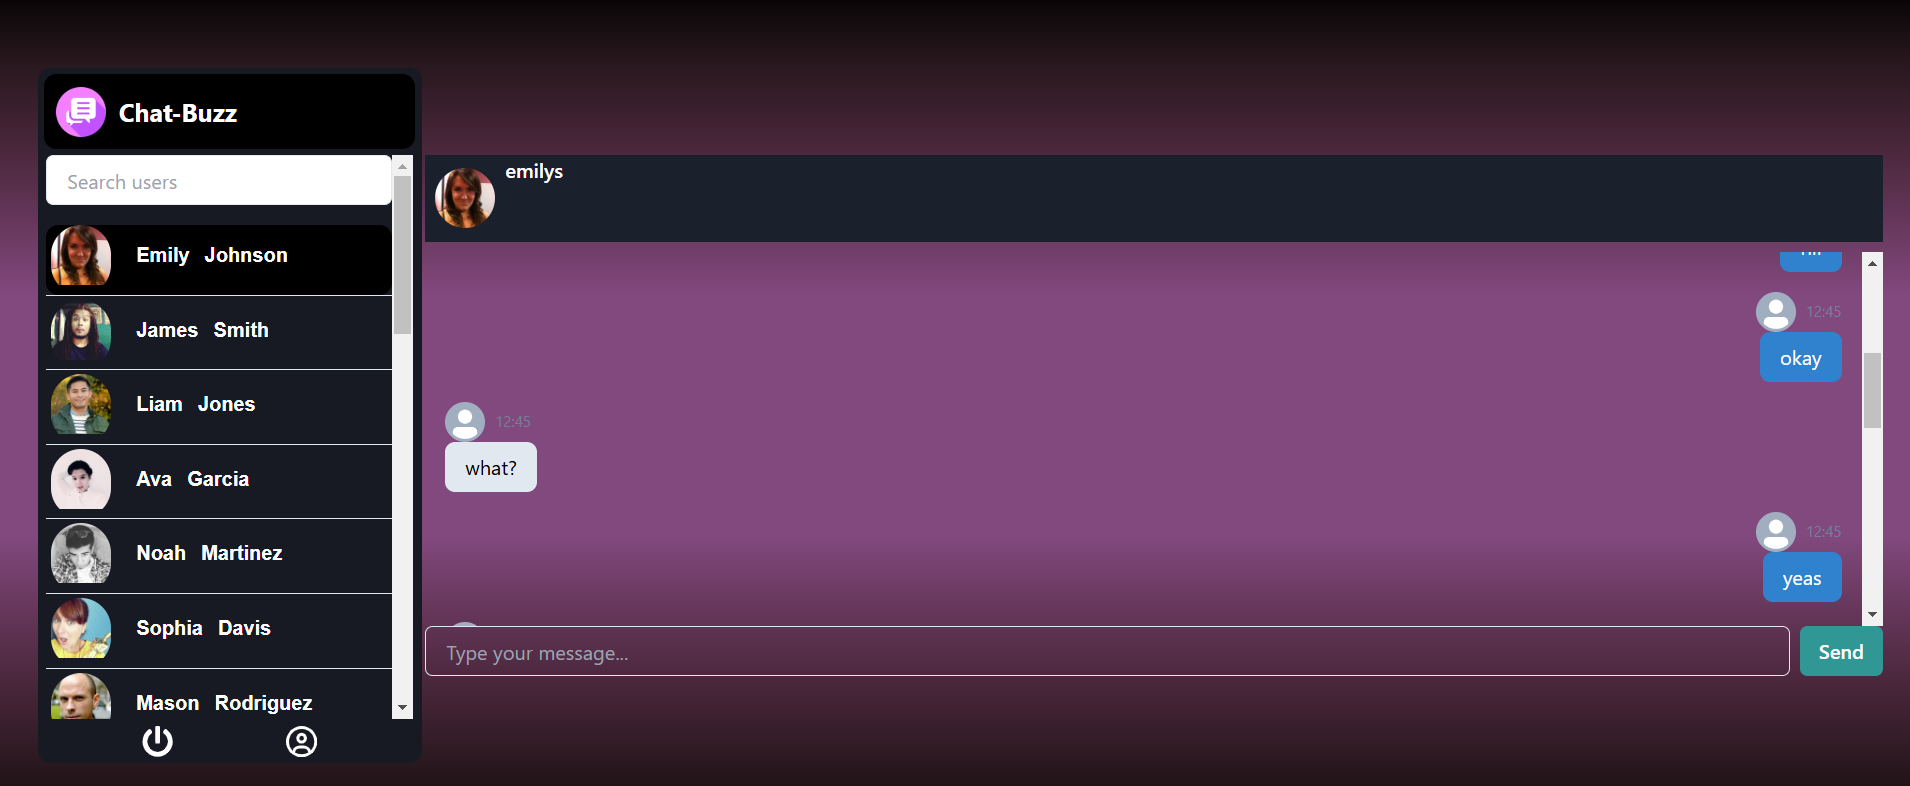 Chat-Buzz
Search users
emilys
Emily Johnson
James Smith
Liam Jones
Ava Garcia
Noah Martinez
Sophia Davis
Mason Rodriguez
12:45
okay
12:45
what?
12:45
yeas
Type your message...
Send